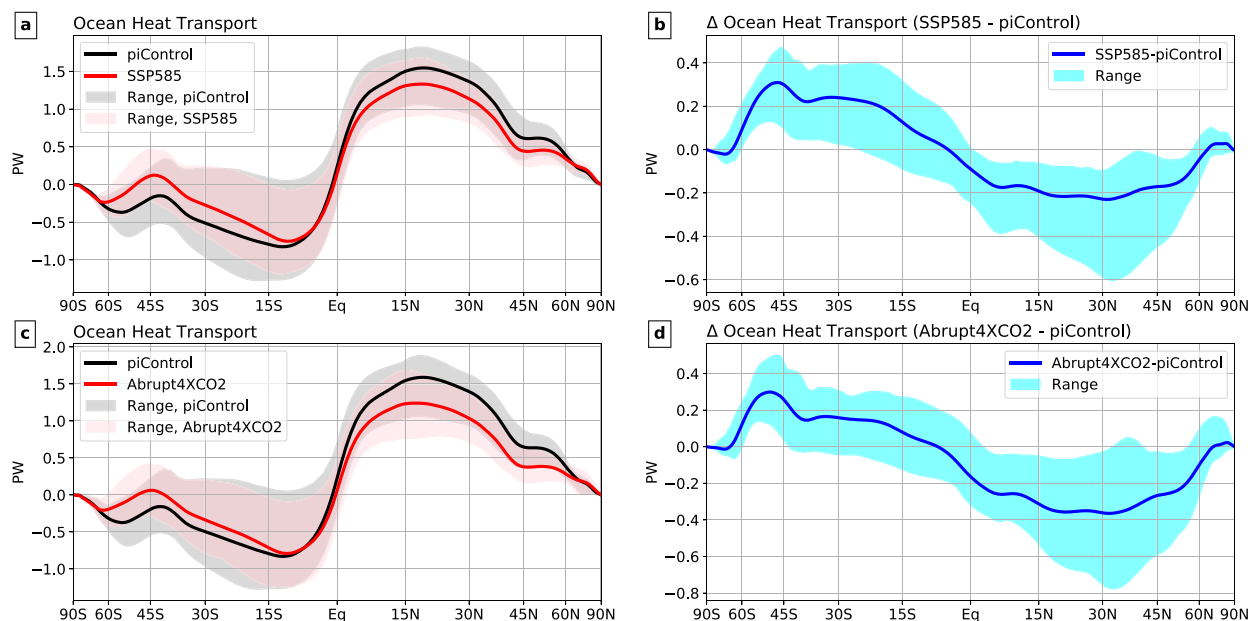 a
Ocean Heat Transport
piControl
SSP585
Range, piControl
Range, SSP585
PW
1.5
1.0
0.5
0.0
−0.5
−1.0
90S 60S 45S 30S 15S Eq 15N 30N 45N 60N 90N
b
Δ Ocean Heat Transport (SSP585 - piControl)
SSP585-piControl
Range
PW
0.4
0.2
0.0
−0.2
−0.4
−0.6
90S 60S 45S 30S 15S Eq 15N 30N 45N 60N 90N
c
Ocean Heat Transport
piControl
Abrupt4XCO2
Range, piControl
Range, Abrupt4XCO2
PW
2.0
1.5
1.0
0.5
0.0
−0.5
−1.0
90S 60S 45S 30S 15S Eq 15N 30N 45N 60N 90N
d
Δ Ocean Heat Transport (Abrupt4XCO2 - piControl)
Abrupt4XCO2-piControl
Range
PW
0.4
0.2
0.0
−0.2
−0.4
−0.6
−0.8
90S 60S 45S 30S 15S Eq 15N 30N 45N 60N 90N